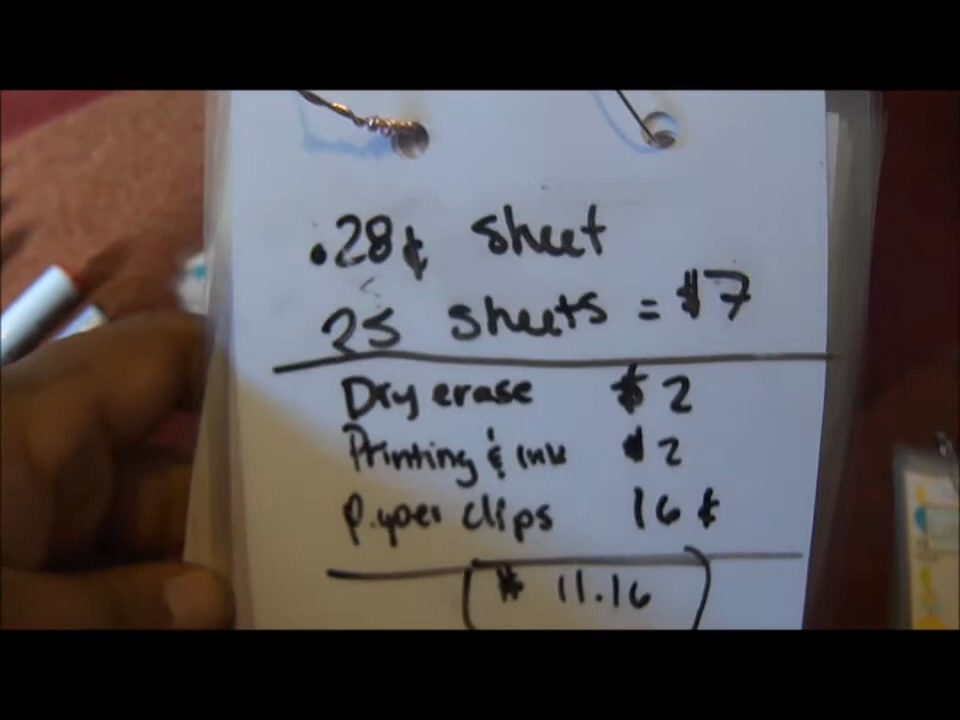 .28¢ sheet
25 sheets = $7
Dry erase $2
Printing & ink $2
Paper clips 16¢
$ 11.16